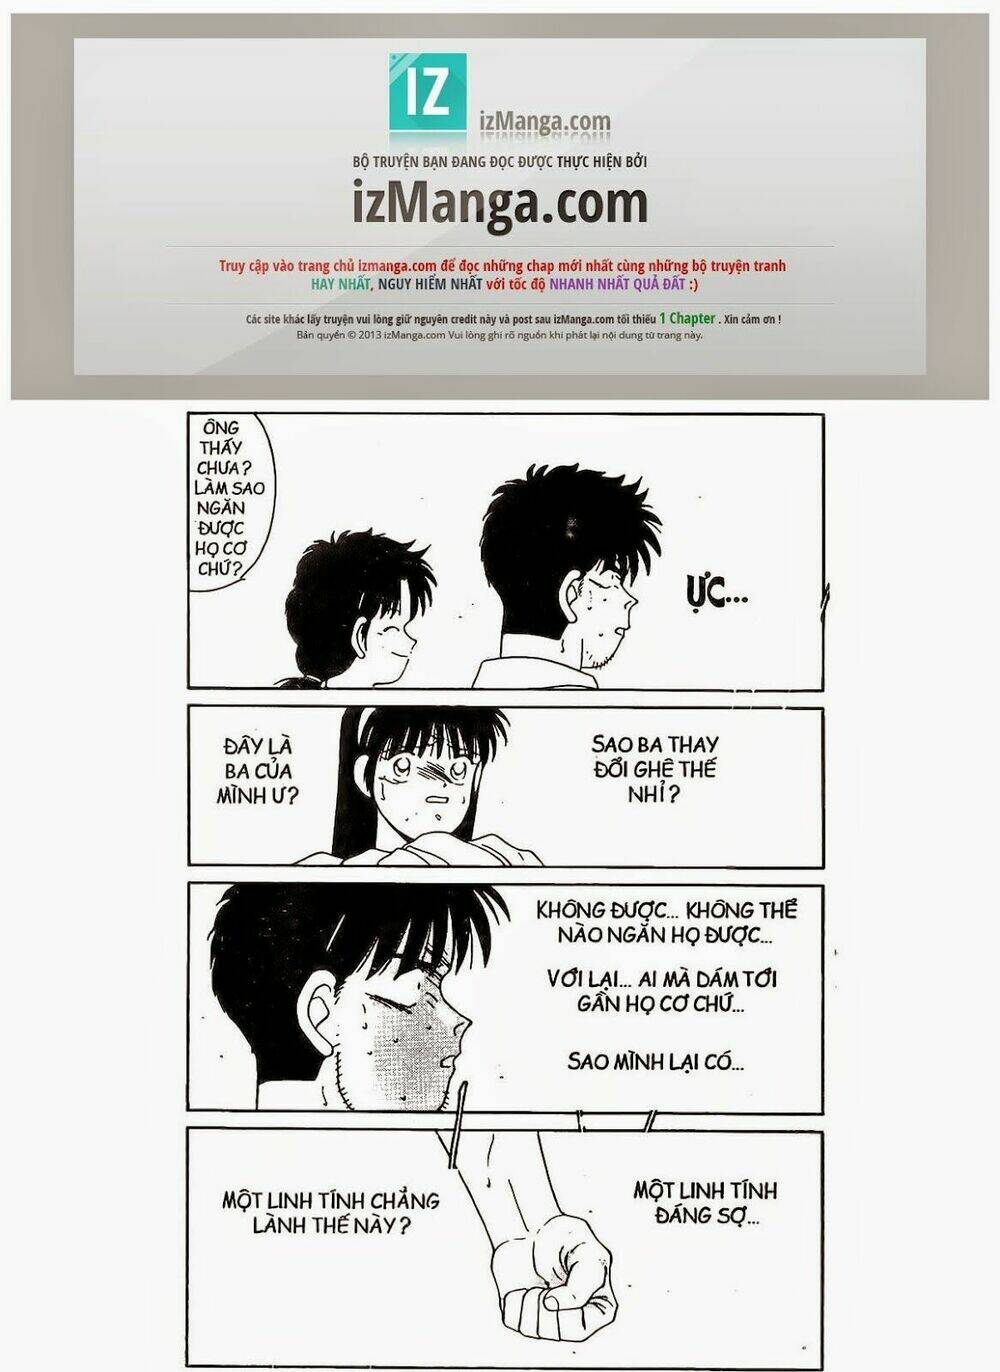 IZ
izManga.com
BỘ TRUYỆN BẠN ĐANG ĐỌC ĐƯỢC THỰC HIỆN BỞI
izManga.com
Truy cập vào trang chủ izmanga.com để đọc những chap mới nhất cùng những bộ truyện tranh
HAY NHẤT, NGUY HIỂM NHẤT với tốc độ NHANH NHẤT QUẢ ĐẤT :)
Các site khác lấy truyện vui lòng giữ nguyên credit này và post sau izManga.com tối thiểu 1 Chapter . Xin cảm ơn !
Bản quyền © 2013 izManga.com Vui lòng ghi rõ nguồn khi phát lại nội dung từ trang này.
ÔNG
THẤY
CHƯA?
LÀM SAO
NGĂN
ĐƯỢC
HỌ CƠ
CHỨ?
ỰC...
ĐÂY LÀ
BA CỦA
MÌNH Ư?
SAO BA THAY
ĐỔI GHÊ THẾ
NHỈ?
KHÔNG ĐƯỢC... KHÔNG THỂ
NÀO NGĂN HỌ ĐƯỢC...
VỚI LẠI... AI MÀ DÁM TỚI
GẦN HỌ CƠ CHỨ...
SAO MÌNH LẠI CÓ...
MỘT LINH TÍNH CHẲNG
LÀNH THẾ NÀY?
MỘT LINH TÍNH
ĐÁNG SỢ...